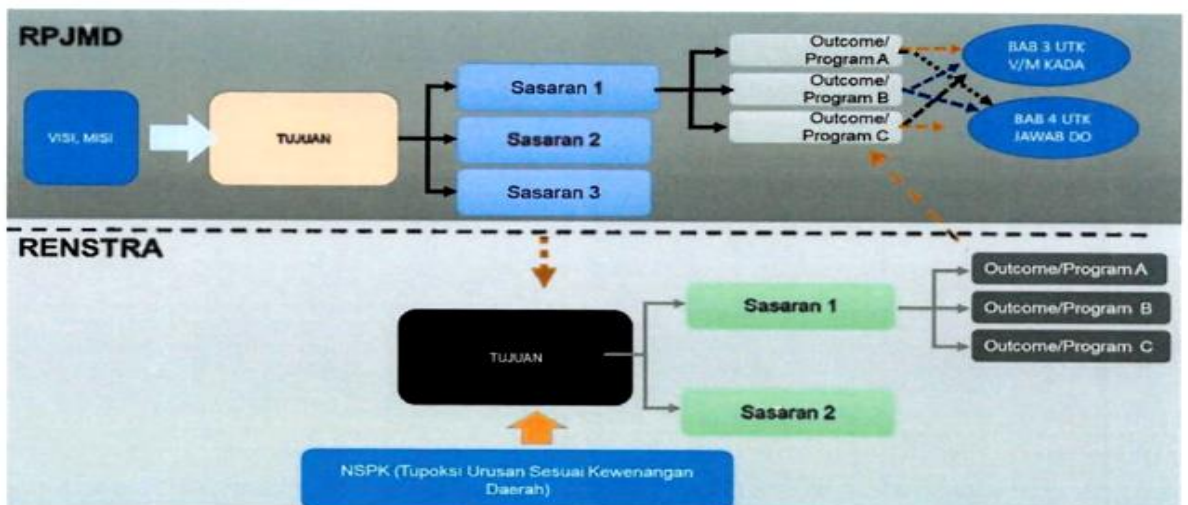 RPJMD
VISI, MISI
TUJUAN
Sasaran 1
Sasaran 2
Sasaran 3
Outcome/
Program A
Outcome/
Program B
Outcome/
Program C
BAB 3 UTK
V/M KADA
BAB 4 UTK
JAWAB DO
RENSTRA
TUJUAN
Sasaran 1
Sasaran 2
Outcome/Program A
Outcome/Program B
Outcome/Program C
NSPK (Tupoksi Urusan Sesuai Kewenangan
Daerah)